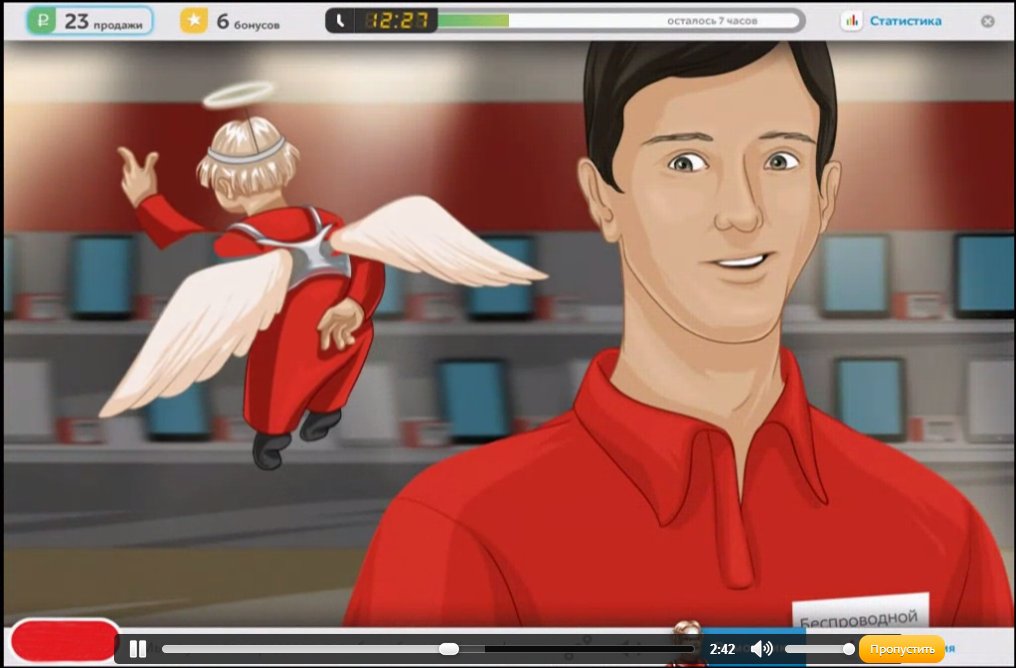 23 продажи
6 бонусов
12:27
осталось 7 часов
Статистика
Беспроводной
2:42
Пропустить